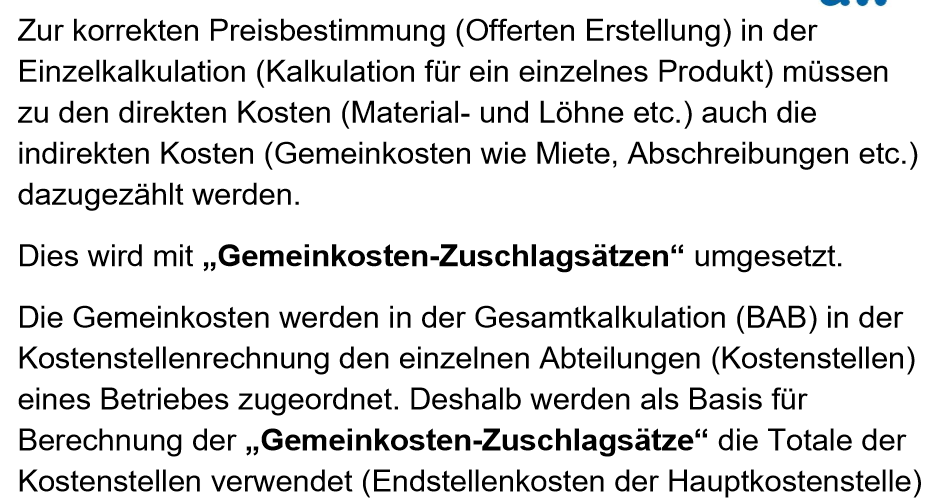 Zur korrekten Preisbestimmung (Offerten Erstellung) in der
Einzelkalkulation (Kalkulation für ein einzelnes Produkt) müssen
zu den direkten Kosten (Material- und Löhne etc.) auch die
indirekten Kosten (Gemeinkosten wie Miete, Abschreibungen etc.)
dazugezählt werden.
Dies wird mit „Gemeinkosten-Zuschlagsätzen“ umgesetzt.
Die Gemeinkosten werden in der Gesamtkalkulation (BAB) in der
Kostenstellenrechnung den einzelnen Abteilungen (Kostenstellen)
eines Betriebes zugeordnet. Deshalb werden als Basis für
Berechnung der „Gemeinkosten-Zuschlagsätze“ die Totale der
Kostenstellen verwendet (Endstellenkosten der Hauptkostenstelle)